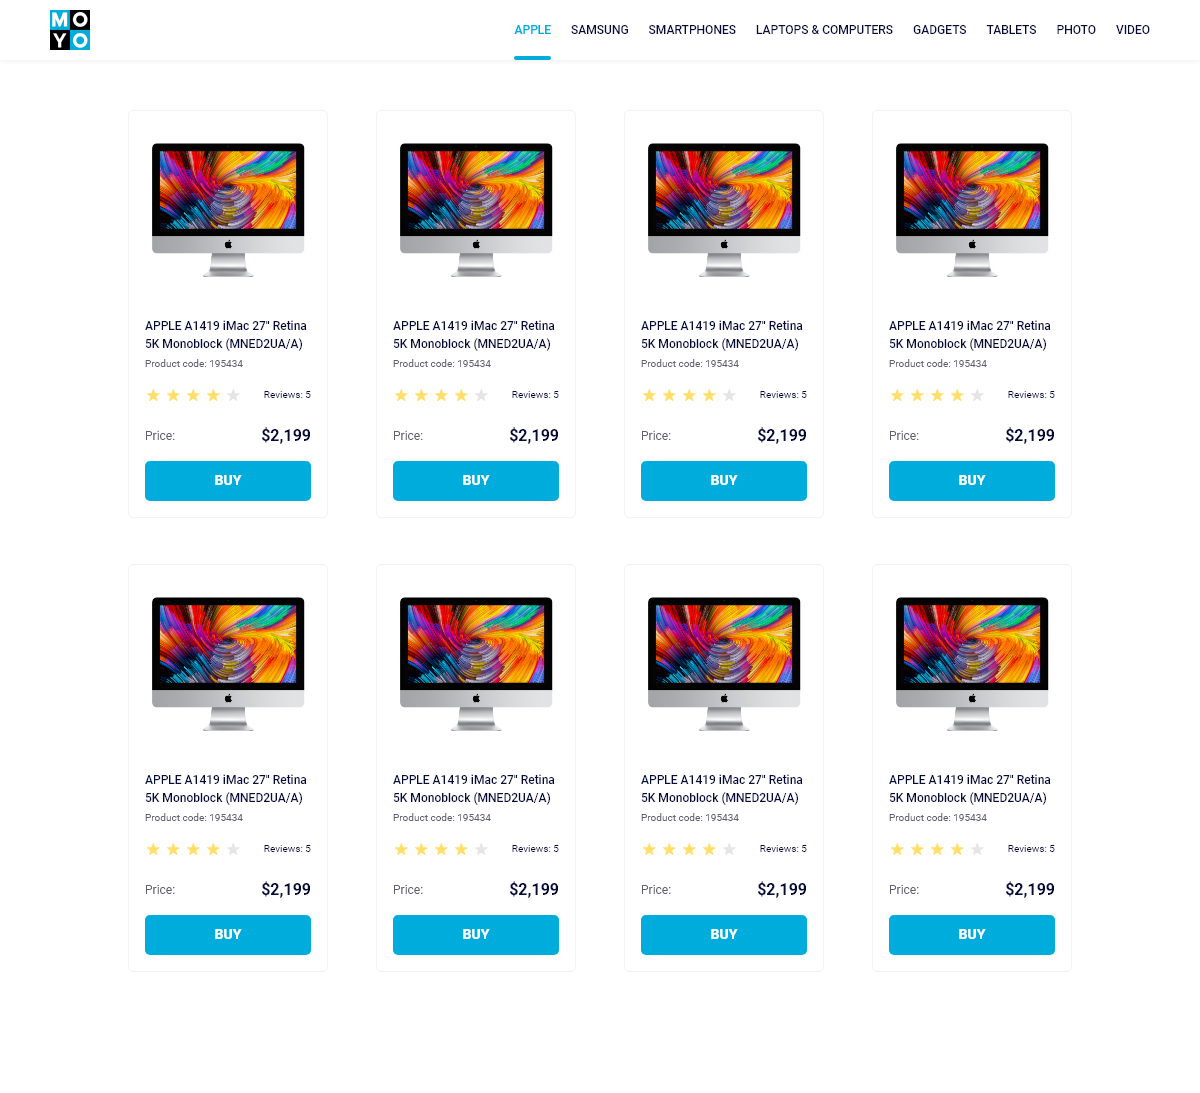 MO
YO
APPLE SAMSUNG SMARTPHONES LAPTOPS & COMPUTERS GADGETS TABLETS PHOTO VIDEO
APPLE A1419 iMac 27" Retina
5K Monoblock (MNED2UA/A)
Product code: 195434
Reviews: 5
Price: $2,199
BUY
APPLE A1419 iMac 27" Retina
5K Monoblock (MNED2UA/A)
Product code: 195434
Reviews: 5
Price: $2,199
BUY
APPLE A1419 iMac 27" Retina
5K Monoblock (MNED2UA/A)
Product code: 195434
Reviews: 5
Price: $2,199
BUY
APPLE A1419 iMac 27" Retina
5K Monoblock (MNED2UA/A)
Product code: 195434
Reviews: 5
Price: $2,199
BUY
APPLE A1419 iMac 27" Retina
5K Monoblock (MNED2UA/A)
Product code: 195434
Reviews: 5
Price: $2,199
BUY
APPLE A1419 iMac 27" Retina
5K Monoblock (MNED2UA/A)
Product code: 195434
Reviews: 5
Price: $2,199
BUY
APPLE A1419 iMac 27" Retina
5K Monoblock (MNED2UA/A)
Product code: 195434
Reviews: 5
Price: $2,199
BUY
APPLE A1419 iMac 27" Retina
5K Monoblock (MNED2UA/A)
Product code: 195434
Reviews: 5
Price: $2,199
BUY